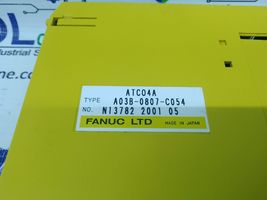 ATC04A
TYPE A03B-0807-C054
NO. N13782 2001 05
FANUC LTD MADE IN JAPAN